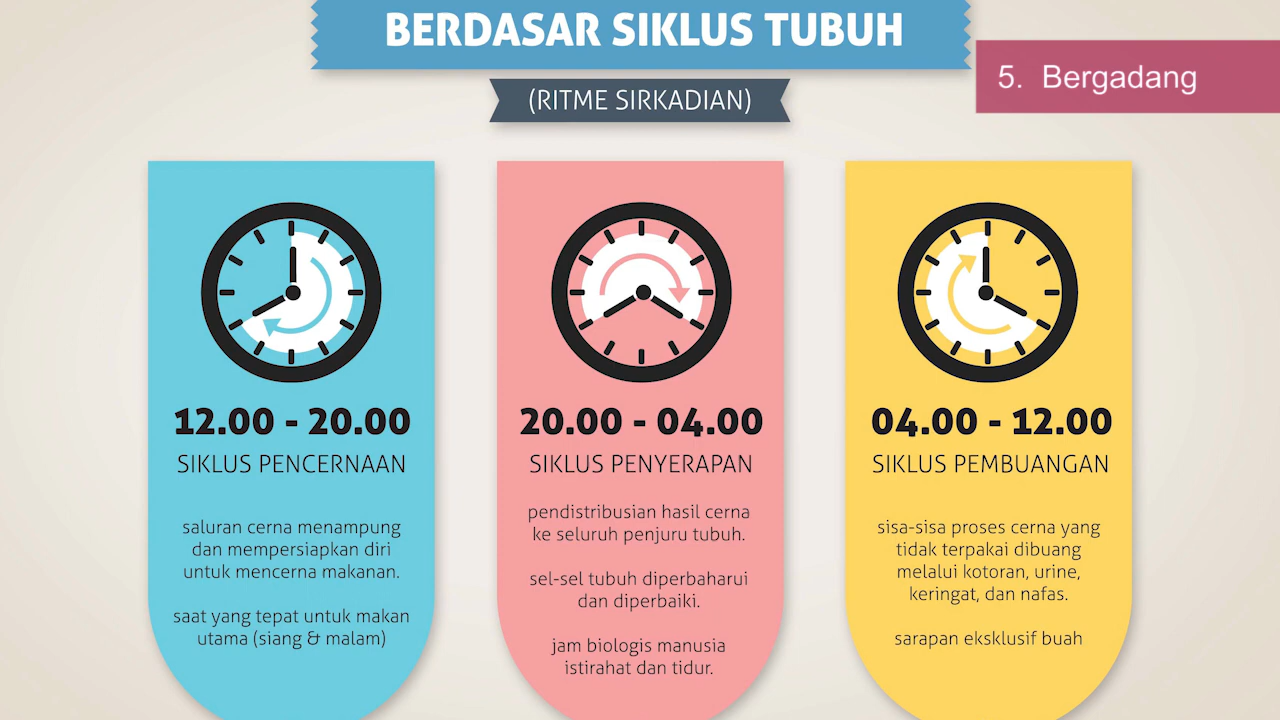 BERDASAR SIKLUS TUBUH
(RITME SIRKADIAN)
5. Bergadang
12.00 - 20.00
SIKLUS PENCERNAAN
saluran cerna menampung
dan mempersiapkan diri
untuk mencerna makanan.
saat yang tepat untuk makan
utama (siang & malam)
20.00 - 04.00
SIKLUS PENYERAPAN
pendistribusian hasil cerna
ke seluruh penjuru tubuh.
sel-sel tubuh diperbaharui
dan diperbaiki.
jam biologis manusia
istirahat dan tidur.
04.00 - 12.00
SIKLUS PEMBUANGAN
sisa-sisa proses cerna yang
tidak terpakai dibuang
melalui kotoran, urine,
keringat, dan nafas.
sarapan eksklusif buah